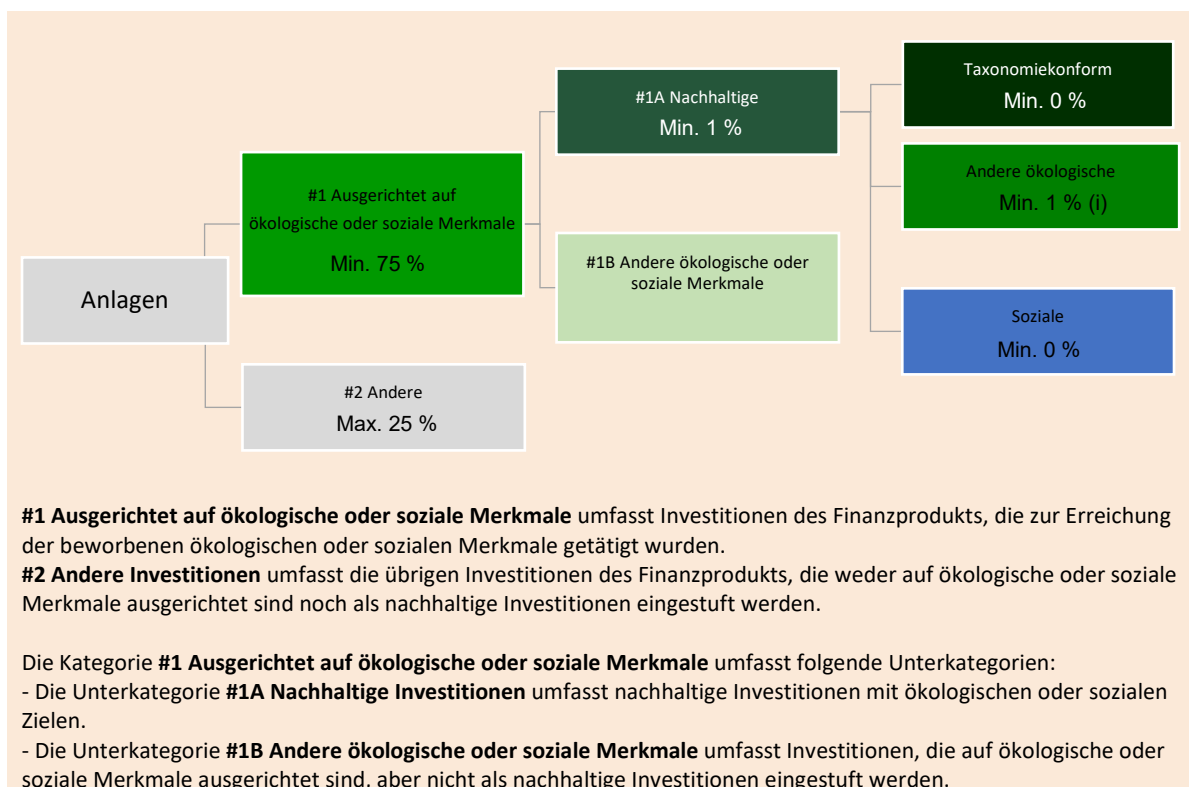 Taxonomiekonform
Min. 0 %
#1A Nachhaltige
Min. 1 %
Andere ökologische
Min. 1 % (i)
#1 Ausgerichtet auf
ökologische oder soziale Merkmale
Min. 75 %
#1B Andere ökologische oder
soziale Merkmale
Anlagen
Soziale
Min. 0 %
#2 Andere
Max. 25 %
#1 Ausgerichtet auf ökologische oder soziale Merkmale umfasst Investitionen des Finanzprodukts, die zur Erreichung
der beworbenen ökologischen oder sozialen Merkmale getätigt wurden.
#2 Andere Investitionen umfasst die übrigen Investitionen des Finanzprodukts, die weder auf ökologische oder soziale
Merkmale ausgerichtet sind noch als nachhaltige Investitionen eingestuft werden.
Die Kategorie #1 Ausgerichtet auf ökologische oder soziale Merkmale umfasst folgende Unterkategorien:
- Die Unterkategorie #1A Nachhaltige Investitionen umfasst nachhaltige Investitionen mit ökologischen oder sozialen
Zielen.
- Die Unterkategorie #1B Andere ökologische oder soziale Merkmale umfasst Investitionen, die auf ökologische oder
soziale Merkmale ausgerichtet sind, aber nicht als nachhaltige Investitionen eingestuft werden.